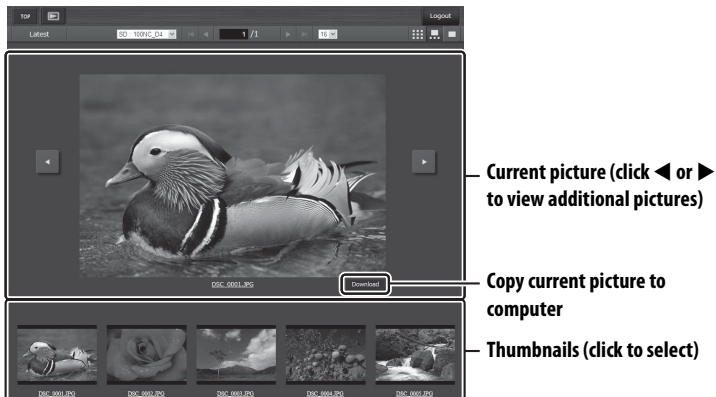 TOP
Logout
Latest
SD : 100NC_D4
1 /1
16
Current picture (click ◀ or ▶
to view additional pictures)
DSC_0001.JPG
Download
Copy current picture to
computer
Thumbnails (click to select)
DSC_0001.JPG DSC_0002.JPG DSC_0003.JPG DSC_0004.JPG DSC_0005.JPG